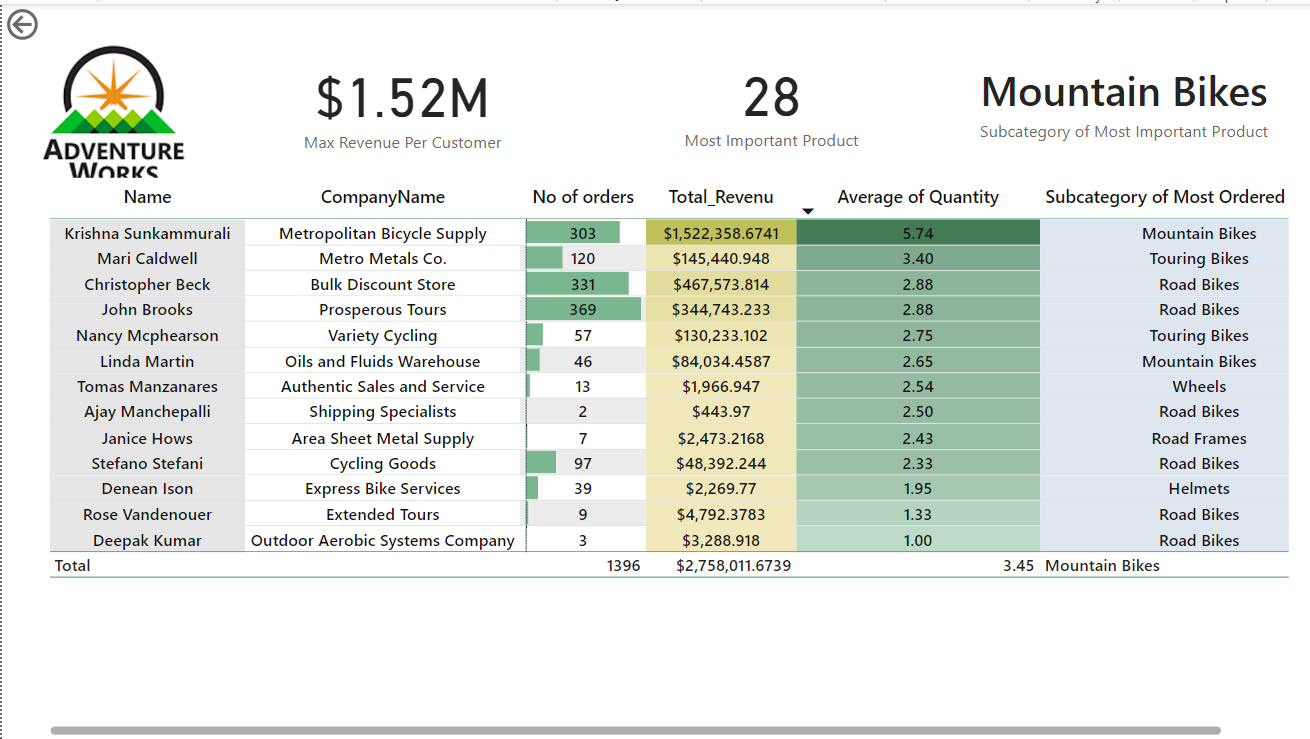 $1.52M
Max Revenue Per Customer
28
Most Important Product
Mountain Bikes
Subcategory of Most Important Product
ADVENTURE
WORKS
Name CompanyName No of orders Total_Revenu Average of Quantity Subcategory of Most Ordered
Krishna Sunkammurali Metropolitan Bicycle Supply 303 $1,522,358.6741 5.74 Mountain Bikes
Mari Caldwell Metro Metals Co. 120 $145,440.948 3.40 Touring Bikes
Christopher Beck Bulk Discount Store 331 $467,573.814 2.88 Road Bikes
John Brooks Prosperous Tours 369 $344,743.233 2.88 Road Bikes
Nancy Mcphearson Variety Cycling 57 $130,233.102 2.75 Touring Bikes
Linda Martin Oils and Fluids Warehouse 46 $84,034.4587 2.65 Mountain Bikes
Tomas Manzanares Authentic Sales and Service 13 $1,966.947 2.54 Wheels
Ajay Manchepalli Shipping Specialists 2 $443.97 2.50 Road Bikes
Janice Hows Area Sheet Metal Supply 7 $2,473.2168 2.43 Road Frames
Stefano Stefani Cycling Goods 97 $48,392.244 2.33 Road Bikes
Denean Ison Express Bike Services 39 $2,269.77 1.95 Helmets
Rose Vandenouer Extended Tours 9 $4,792.3783 1.33 Road Bikes
Deepak Kumar Outdoor Aerobic Systems Company 3 $3,288.918 1.00 Road Bikes
Total 1396 $2,758,011.6739 3.45 Mountain Bikes